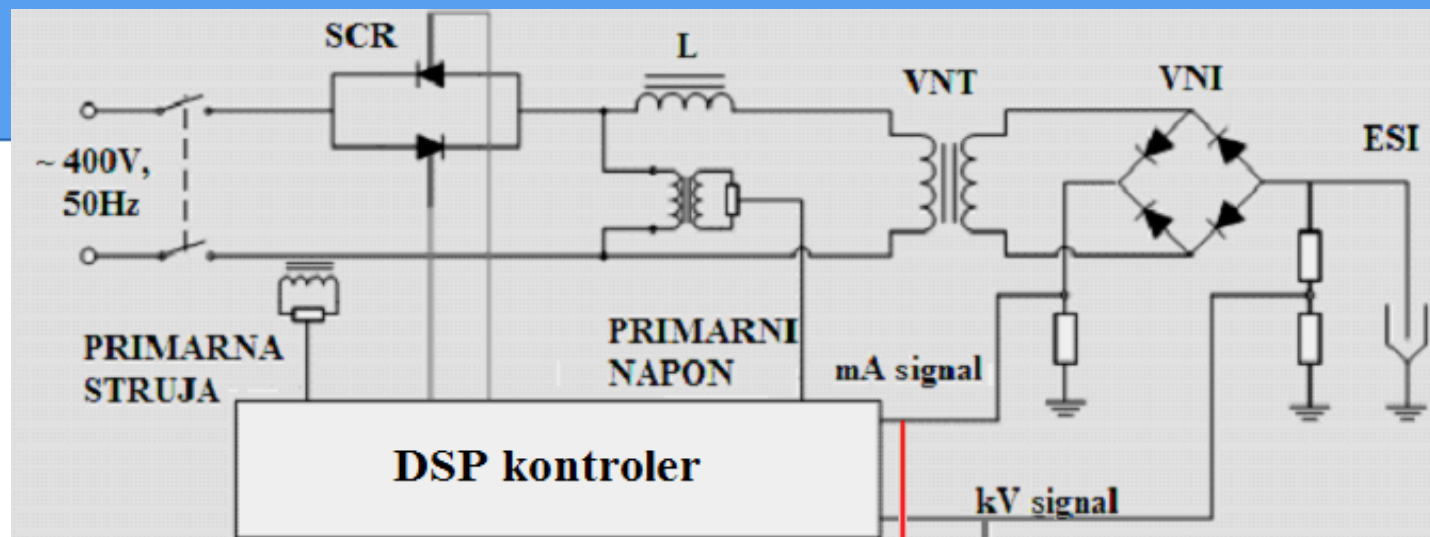 SCR
L
VNT
VNI
ESI
~ 400V,
50Hz
PRIMARNA
STRUJA
PRIMARNI
NAPON
mA signal
DSP kontroler
kV signal